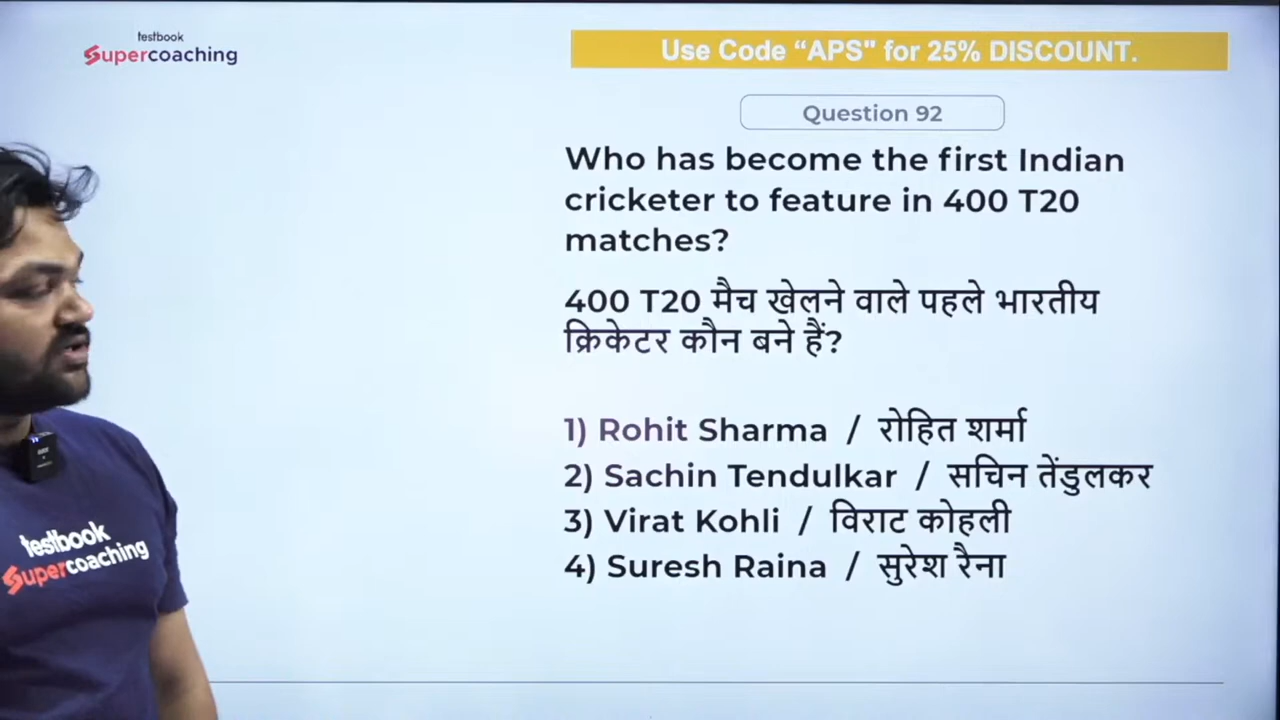 testbook
Supercoaching
Use Code “APS" for 25% DISCOUNT.
Question 92
Who has become the first Indian
cricketer to feature in 400 T20
matches?
400 T20 मैच खेलने वाले पहले भारतीय
क्रिकेटर कौन बने हैं?
1) Rohit Sharma / रोहित शर्मा
2) Sachin Tendulkar / सचिन तेंडुलकर
3) Virat Kohli / विराट कोहली
4) Suresh Raina / सुरेश रैना
testbook
Supercoaching